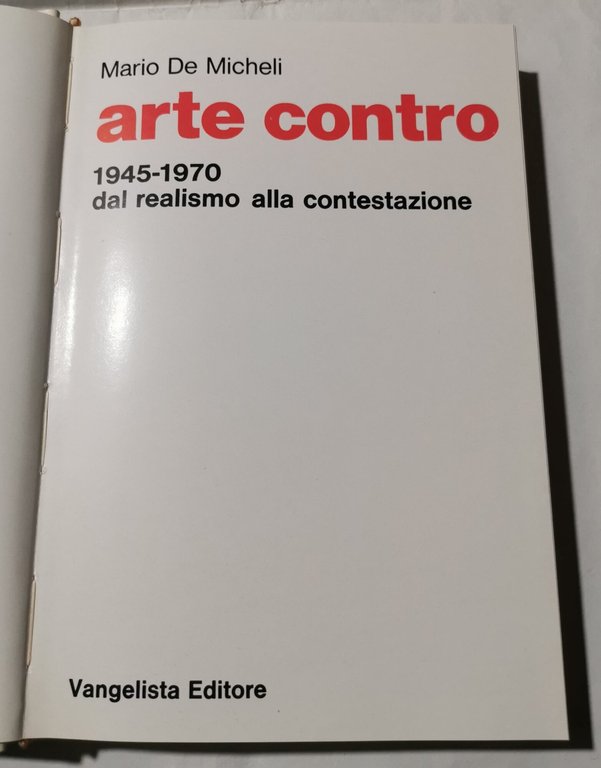 Mario De Micheli
arte contro
1945-1970
dal realismo alla contestazione
Vangelista Editore